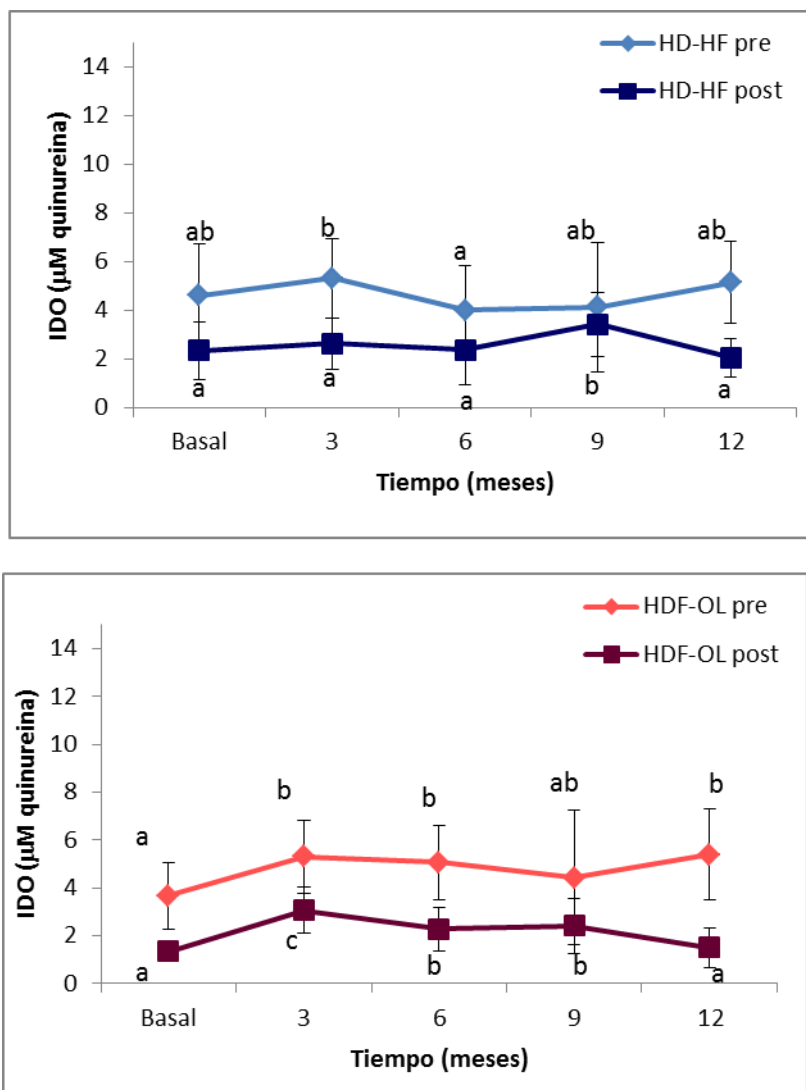 HD-HF pre
HD-HF post
14
12
10
8
6
4
2
0
IDO (µM quinureina)
ab
b
a
ab
ab
a
a
a
b
a
Basal
3
6
9
12
Tiempo (meses)
HDF-OL pre
HDF-OL post
14
12
10
8
6
4
2
0
IDO (µM quinureina)
a
b
b
ab
b
a
c
b
b
a
Basal
3
6
9
12
Tiempo (meses)